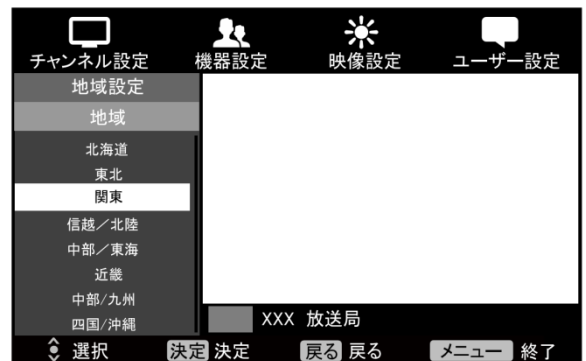 チャンネル設定 機器設定 映像設定 ユーザー設定
地域設定
地域
北海道
東北
関東
信越／北陸
中部／東海
近畿
中部/九州
四国/沖縄
XXX 放送局
選択 決定 決定 戻る 戻る メニュー 終了